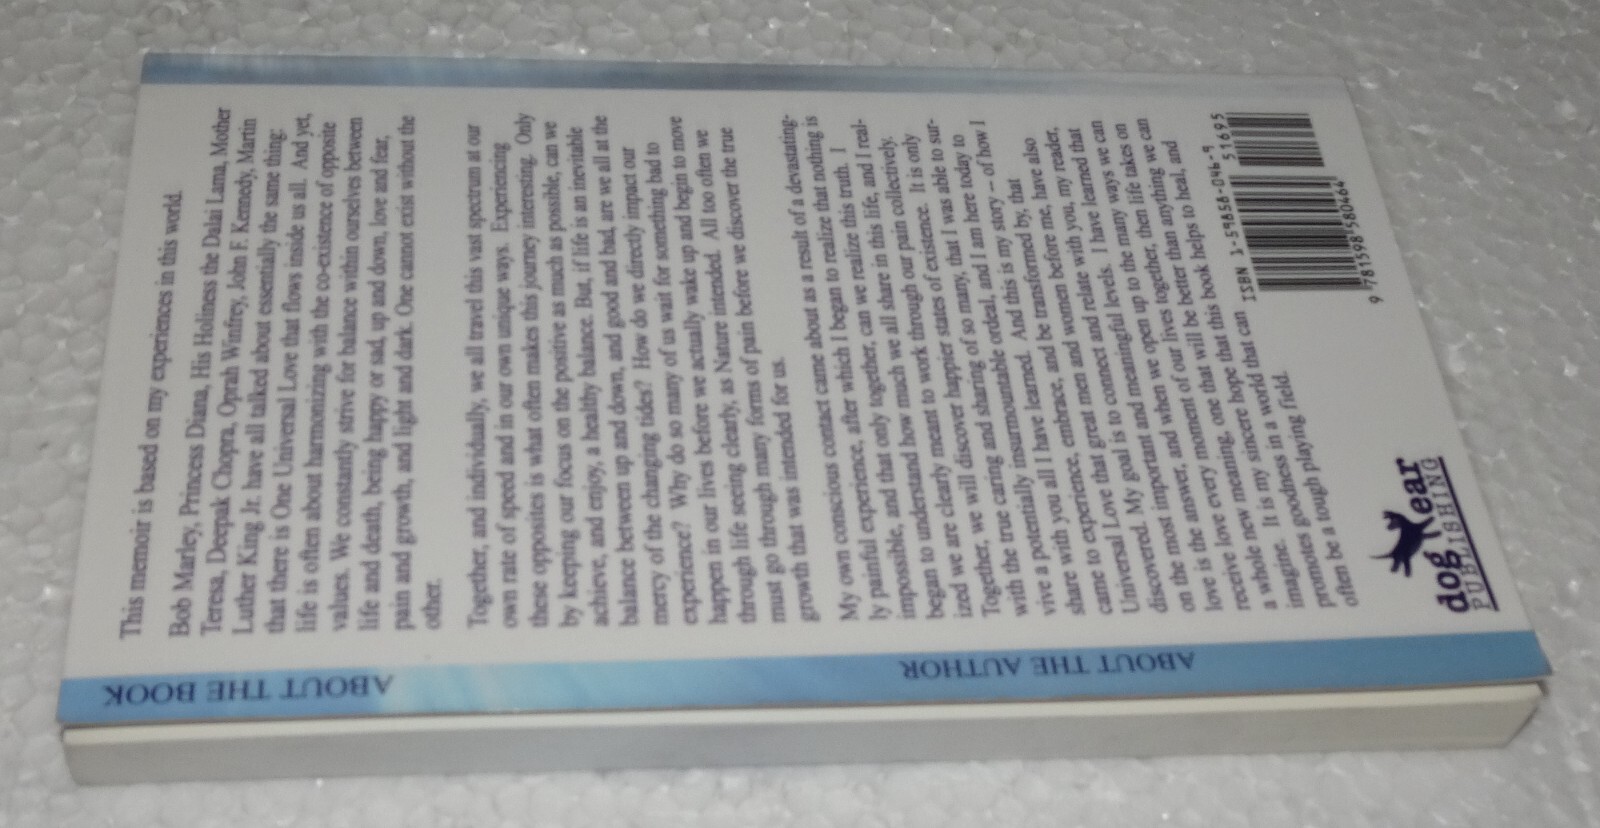 ABOUT THE BOOK
This memoir is based on my experiences in this world.
Bob Marley, Princess Diana, His Holiness the Dalai Lama, Mother
Teresa, Deepak Chopra, Oprah Winfrey, John F. Kennedy, Martin
Luther King Jr. have all talked about essentially the same thing:
that there is One Universal Love that flows inside us all. And yet,
life is often about harmonizing with the co-existence of opposite
values. We constantly strive for balance within ourselves between
life and death, being happy or sad, up and down, love and fear,
pain and growth, and light and dark. One cannot exist without the
other.
Together, and individually, we all travel this vast spectrum at our
own rate of speed and in our own unique ways. Experiencing
these opposites is what often makes this journey interesting. Only
by keeping our focus on the positive as much as possible, can we
achieve, and enjoy, a healthy balance. But, if life is an inevitable
balance between up and down, and good and bad, are we all at the
mercy of the changing tides? How do we directly impact our
experience? Why do so many of us wait for something bad to
happen in our lives before we actually wake up and begin to move
through life seeing clearly, as Nature intended. All too often we
must go through many forms of pain before we discover the true
growth that was intended for us.
ABOUT THE AUTHOR
My own conscious contact came about as a result of a devastating-
ly painful experience, after which I began to realize that nothing is
impossible, and that only together, can we realize this truth. I
began to understand how much we all share in this life, and I real-
ized we are clearly meant to work through our pain collectively.
Together, we will discover happier states of existence. It is only
with the true caring and sharing of so many, that I was able to sur-
vive a potentially insurmountable ordeal, and I am here today to
share with you all I have learned. And this is my story -- of how I
came to experience, embrace, and be transformed by, that
Universal Love that great men and women before me, have also
discovered. My goal is to connect and relate with you, my reader,
on the most important and meaningful levels. I have learned that
love is the answer, and when we open up to the many ways we can
receive love every moment of our lives together, then life takes on
a whole new meaning, one that will be better than anything we can
imagine. It is my sincere hope that this book helps to heal, and
promotes goodness in a world that can
often be a tough playing field.
dog ear
PUBLISHING
ISBN 1-59858-046-9
51695
9 781598 580464